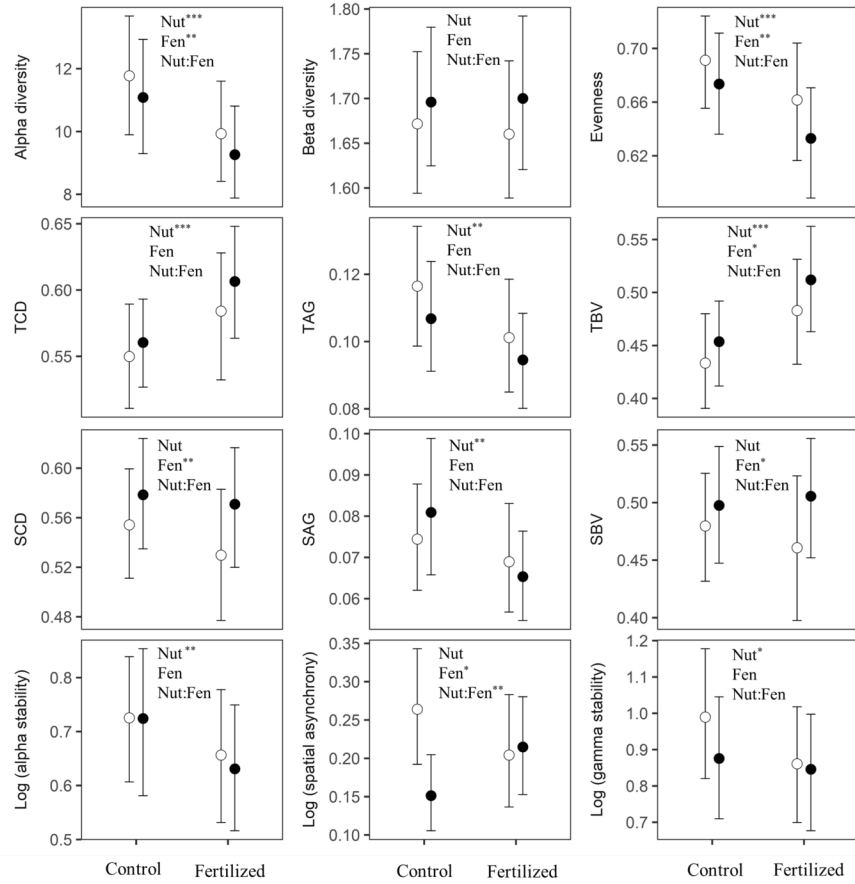 Alpha diversity
12
10
8
Nut***
Fen**
Nut:Fen
Beta diversity
1.80
1.75
1.70
1.65
1.60
Nut
Fen
Nut:Fen
Evenness
0.70
0.66
0.62
Nut***
Fen**
Nut:Fen
TCD
0.65
0.60
0.55
Nut***
Fen
Nut:Fen
TAG
0.12
0.10
0.08
Nut**
Fen
Nut:Fen
TBV
0.55
0.50
0.45
0.40
Nut***
Fen*
Nut:Fen
SCD
0.60
0.56
0.52
0.48
Nut
Fen**
Nut:Fen
SAG
0.10
0.09
0.08
0.07
0.06
Nut**
Fen
Nut:Fen
SBV
0.55
0.50
0.45
0.40
Nut
Fen*
Nut:Fen
Log (alpha stability)
0.8
0.7
0.6
0.5
Nut**
Fen
Nut:Fen
Log (spatial asynchrony)
0.35
0.30
0.25
0.20
0.15
0.10
Nut
Fen*
Nut:Fen**
Log (gamma stability)
1.2
1.1
1.0
0.9
0.8
0.7
Nut*
Fen
Nut:Fen
Control Fertilized
Control Fertilized
Control Fertilized